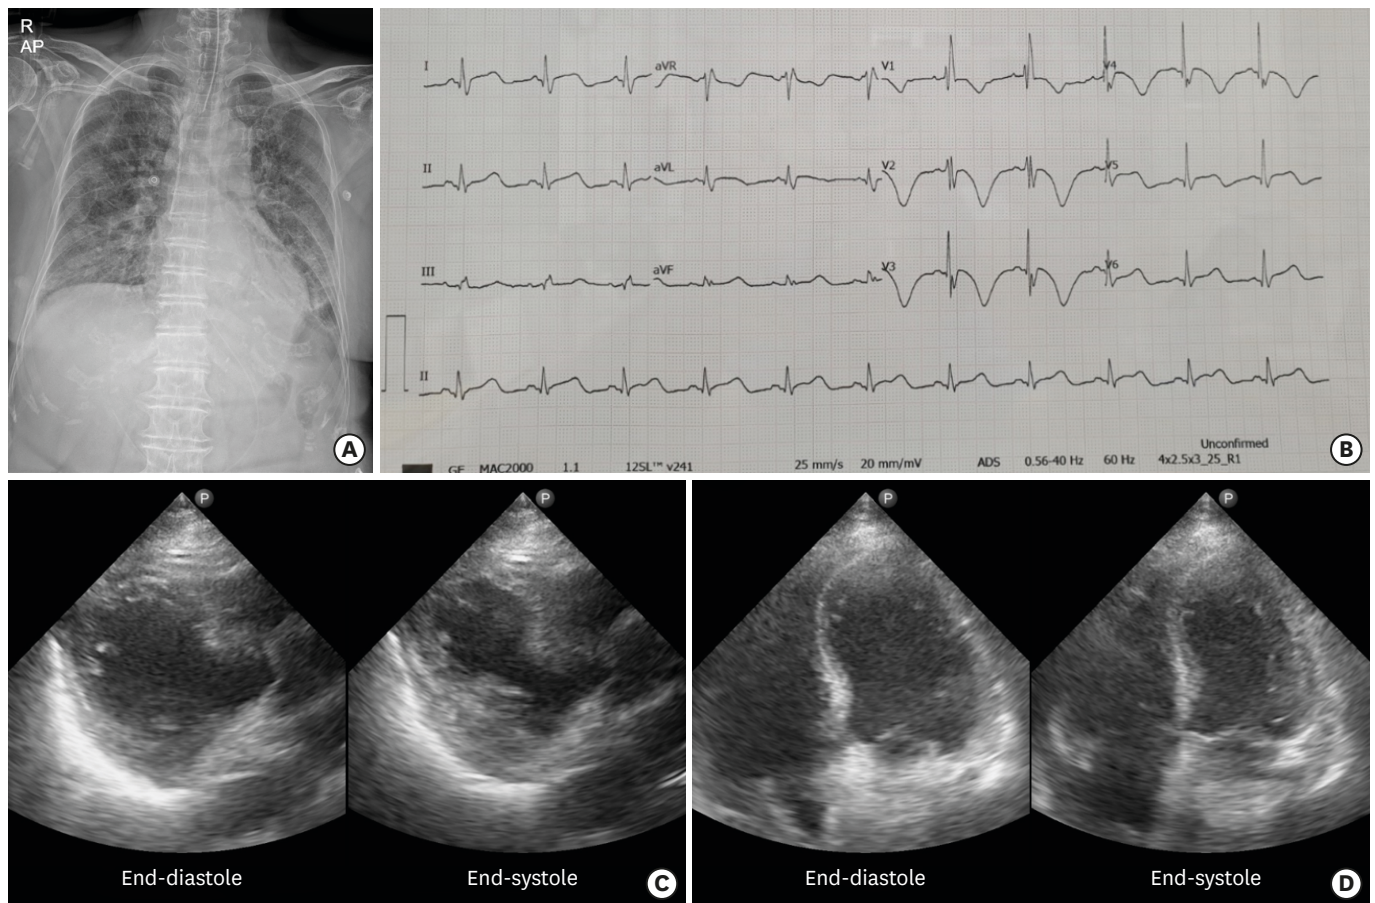 R
AP
A
I
aVR
V1
V4
II
aVL
V2
V5
III
aVF
V3
V6
II
Unconfirmed
GE MAC2000 1.1 12SL™ v241 25 mm/s 20 mm/mV ADS 0.56-40 Hz 60 Hz 4x2.5x3_25_R1
B
P
P
End-diastole
End-systole
C
P
P
End-diastole
End-systole
D